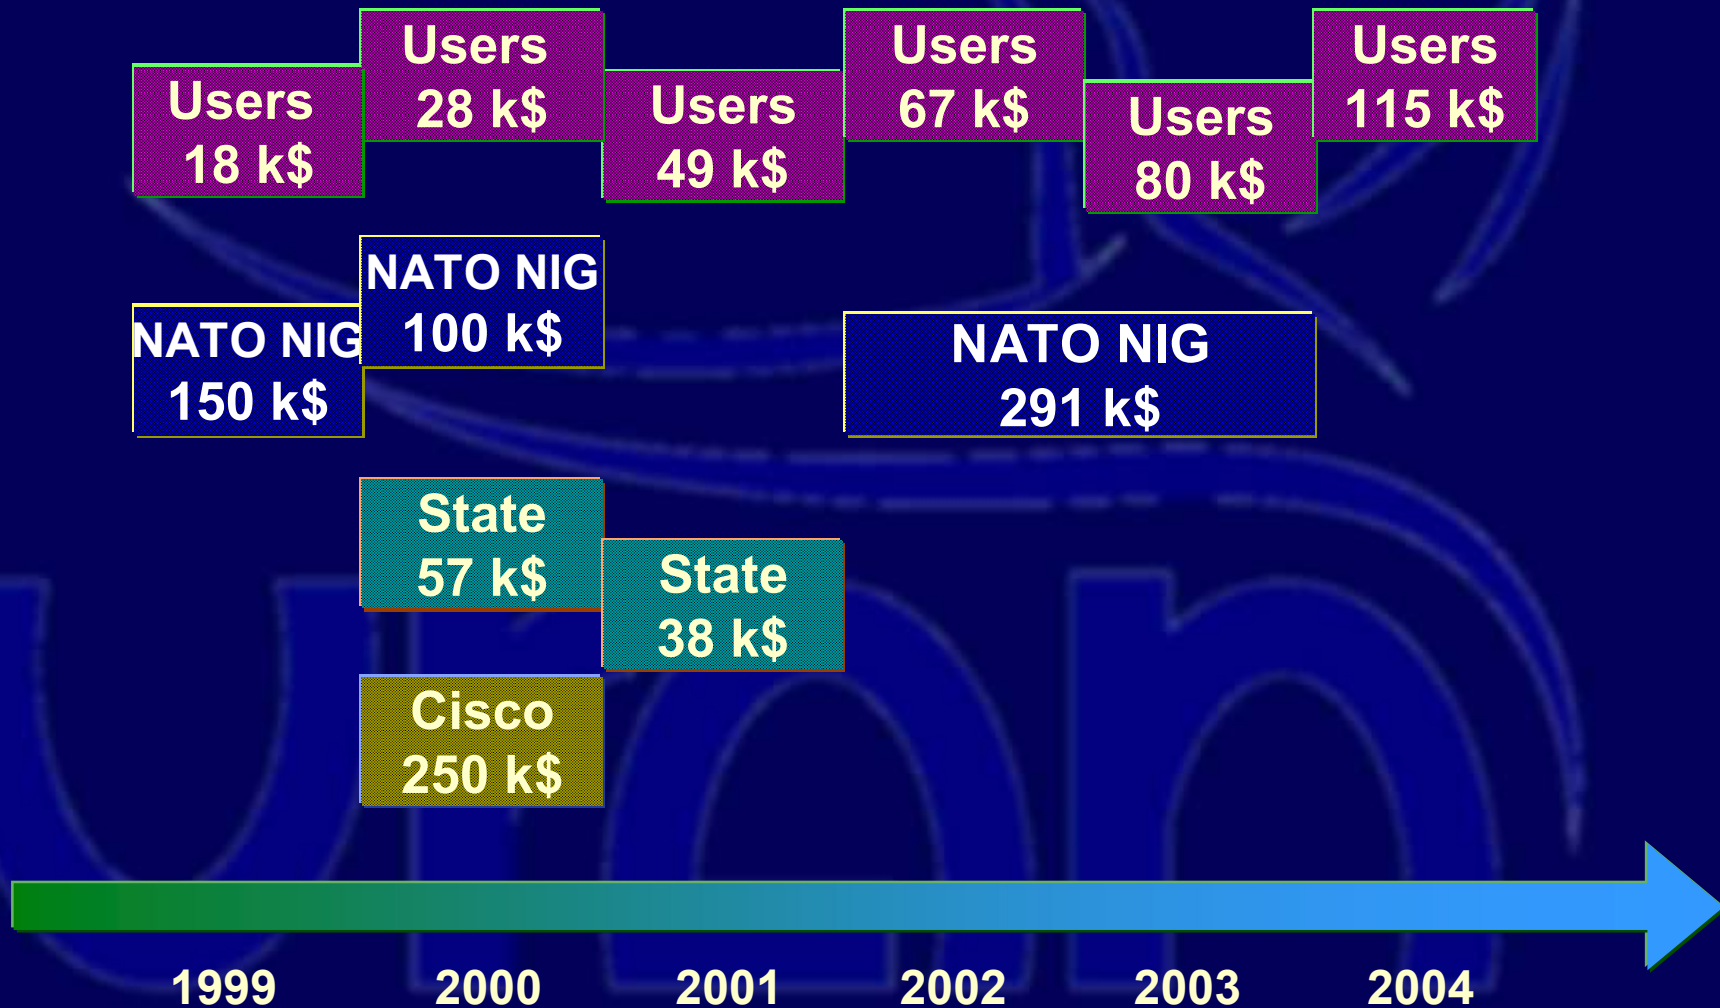 Users
18 k$
Users
28 k$
Users
49 k$
Users
67 k$
Users
80 k$
Users
115 k$
NATO NIG
150 k$
NATO NIG
100 k$
NATO NIG
291 k$
State
57 k$
State
38 k$
Cisco
250 k$
uran
1999 2000 2001 2002 2003 2004